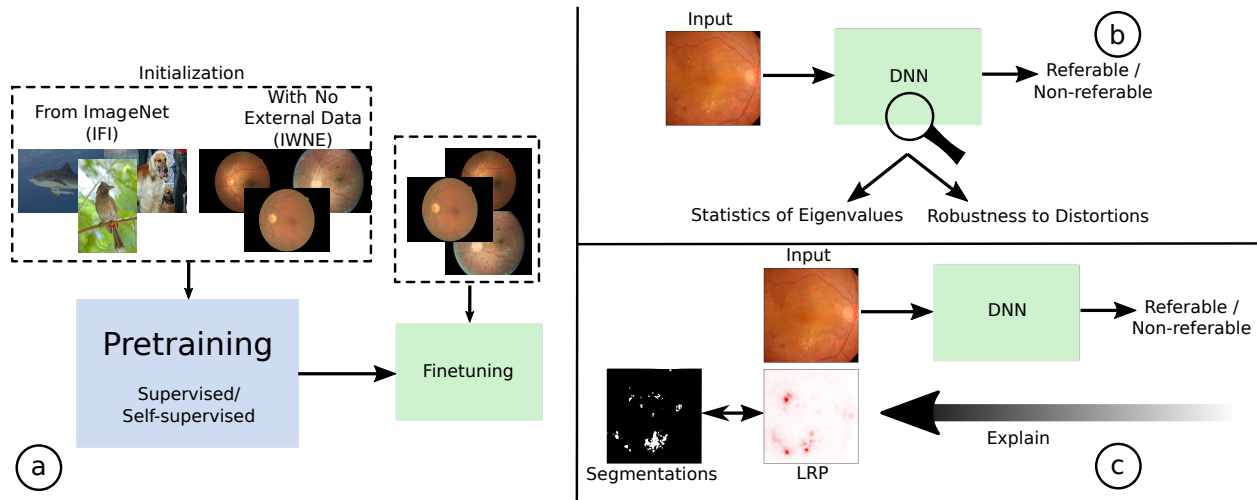 Initialization
From ImageNet
(IFI)
With No
External Data
(IWNE)
Pretraining
Supervised/
Self-supervised
Finetuning
a
Input
DNN
Referable /
Non-referable
b
Statistics of Eigenvalues
Robustness to Distortions
Input
DNN
Referable /
Non-referable
Segmentations
LRP
Explain
c